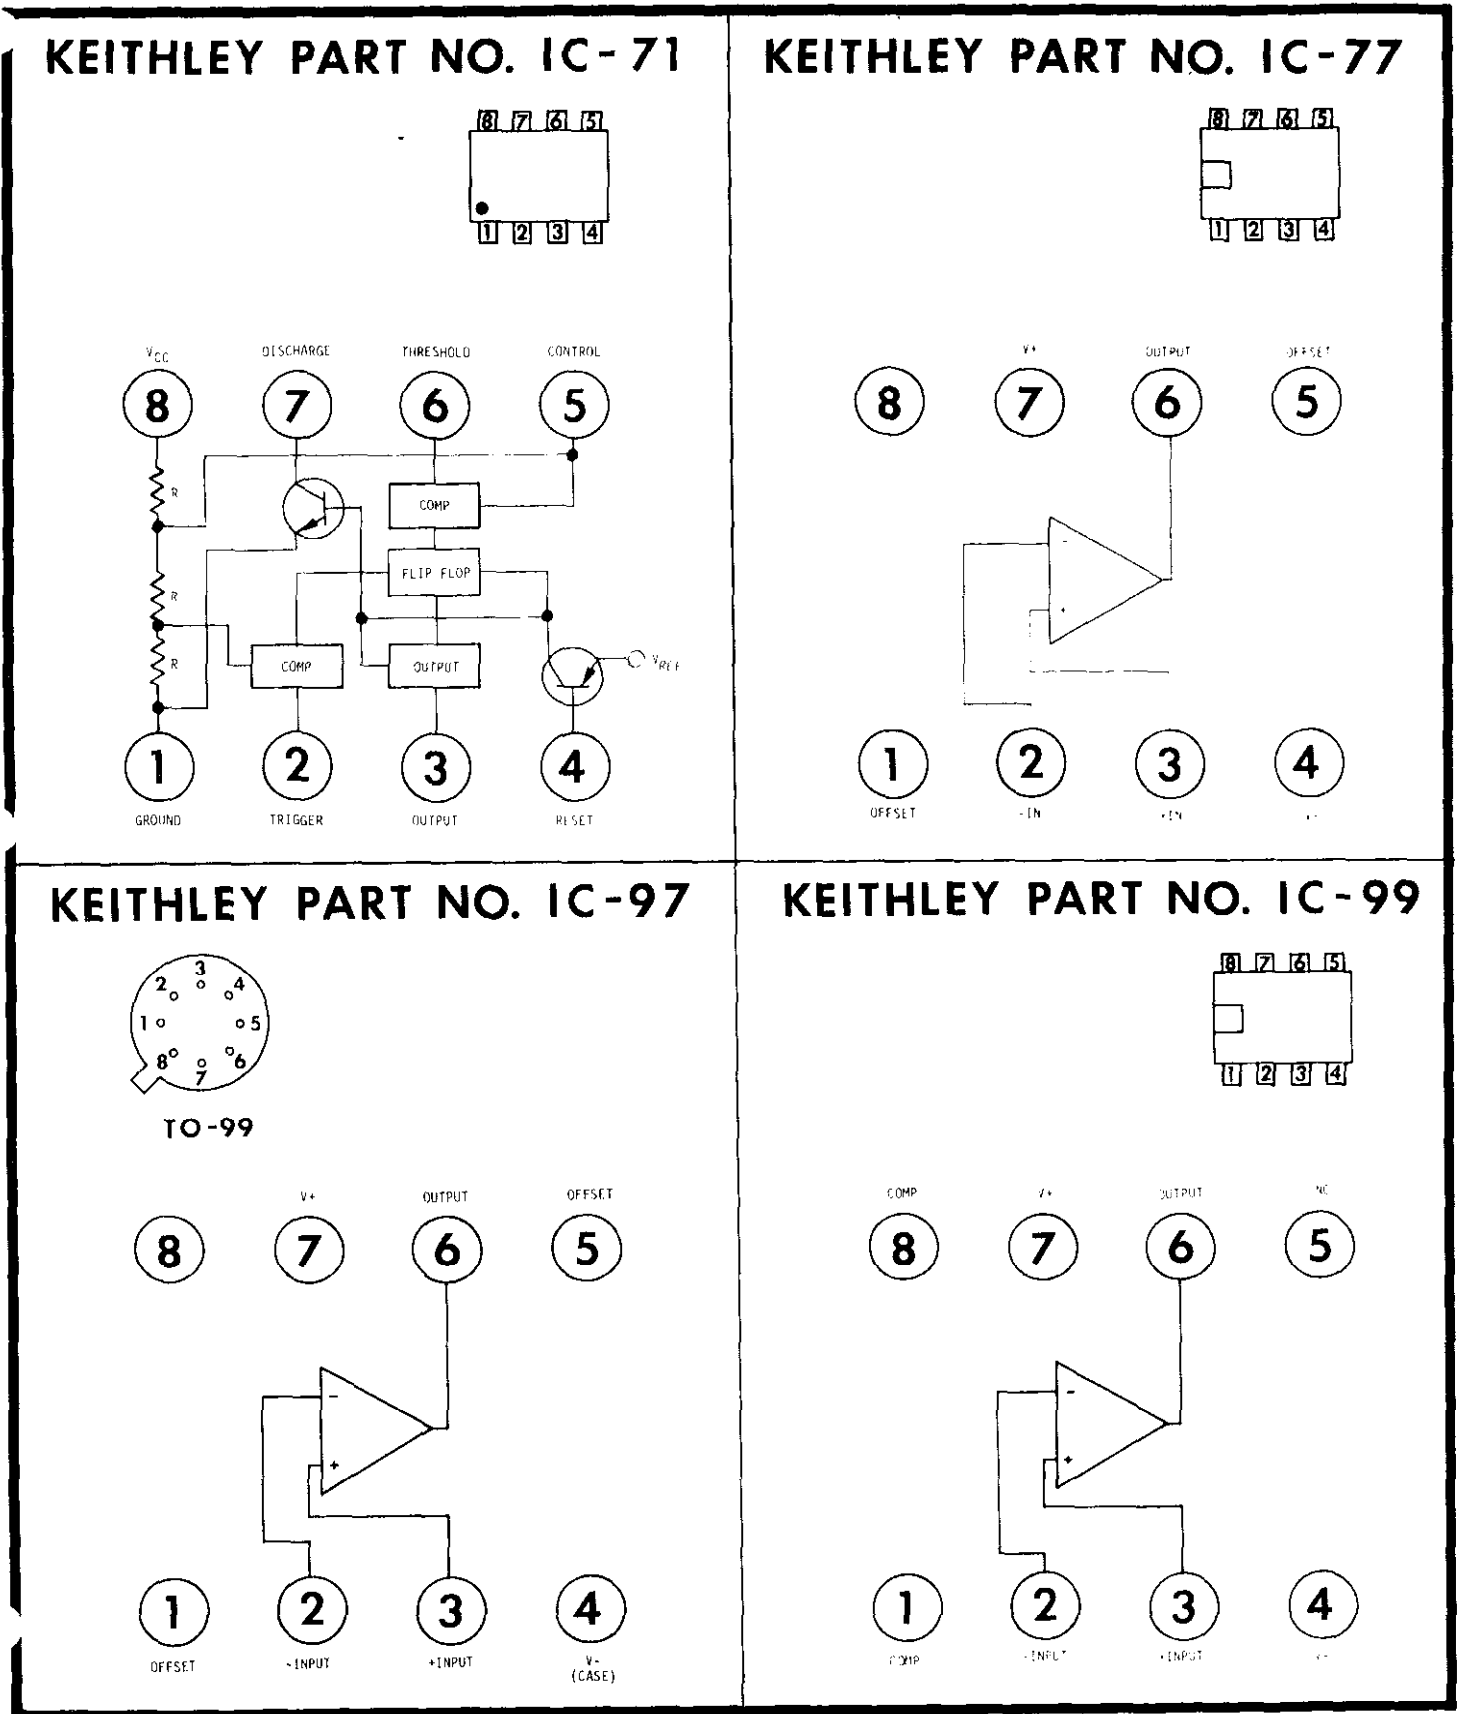 KEITHLEY PART NO. IC-71
8 7 6 5
1 2 3 4
VCC DISCHARGE THRESHOLD CONTROL
8 7 6 5
R
COMP
FLIP FLOP
R
R
COMP
OUTPUT
VREF
1 2 3 4
GROUND TRIGGER OUTPUT RESET
KEITHLEY PART NO. IC-77
8 7 6 5
1 2 3 4
V+ OUTPUT OFFSET
8 7 6 5
-
+
1 2 3 4
OFFSET -IN +IN V-
KEITHLEY PART NO. IC-97
3
2 4
1 5
8 6
7
TO-99
V+ OUTPUT OFFSET
8 7 6 5
-
+
1 2 3 4
OFFSET -INPUT +INPUT V-
(CASE)
KEITHLEY PART NO. IC-99
8 7 6 5
1 2 3 4
COMP V+ OUTPUT NC
8 7 6 5
-
+
1 2 3 4
COMP -INPUT +INPUT V-